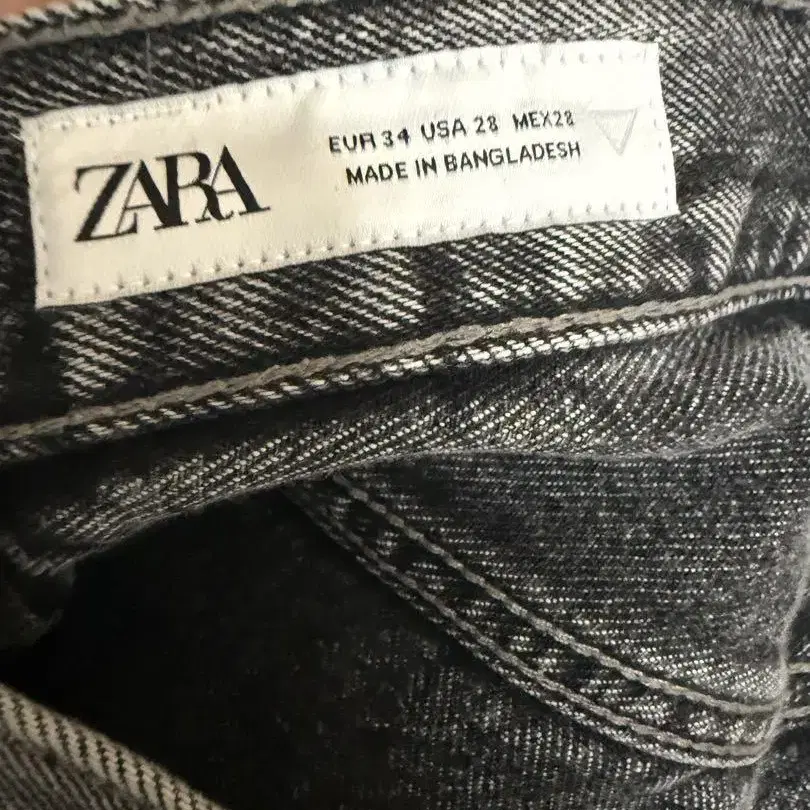 ZARA
EUR 34 USA 28 MEX28
MADE IN BANGLADESH